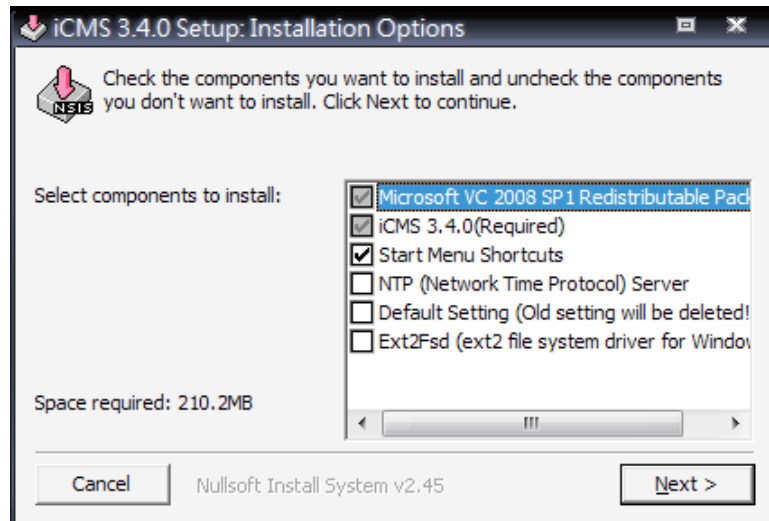 iCMS 3.4.0 Setup: Installation Options
Check the components you want to install and uncheck the components
you don't want to install. Click Next to continue.
NSIS
Select components to install:
Microsoft VC 2008 SP1 Redistributable Pack
iCMS 3.4.0(Required)
Start Menu Shortcuts
NTP (Network Time Protocol) Server
Default Setting (Old setting will be deleted!
Ext2Fsd (ext2 file system driver for Window
Space required: 210.2MB
Cancel
Nullsoft Install System v2.45
Next >